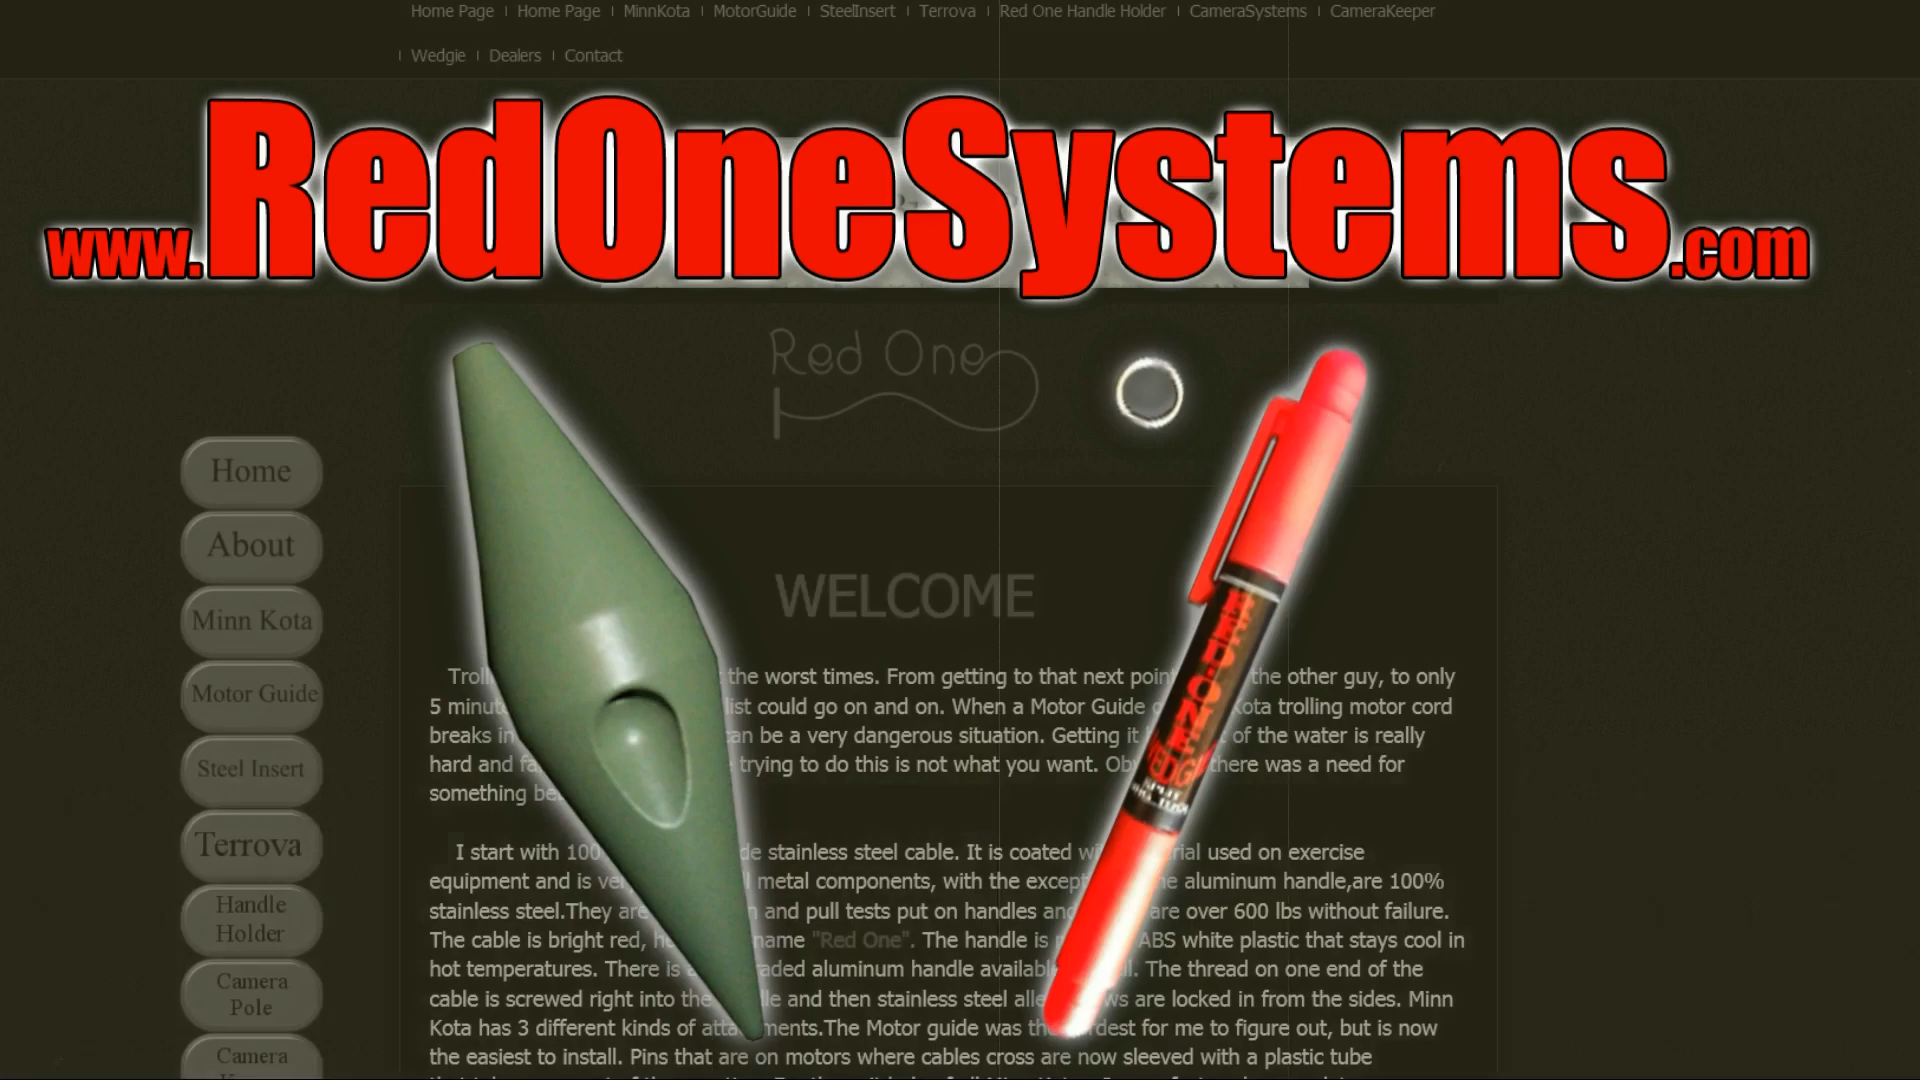 Home Page | Home Page | MinnKota | MotorGuide | SteelInsert | Terrova | Red One Handle Holder | CameraSystems | CameraKeeper
| Wedgie | Dealers | Contact
www.RedOneSystems.com
Red One
Home
About
Minn Kota
Motor Guide
Steel Insert
Terrova
Handle
Holder
Camera
Pole
Camera
WELCOME
the worst times. From getting to that next the other guy, to only
5 could go on and on. When a Motor Guide trolling motor cord
breaks be a very dangerous situation. Getting of the water is really
hard and trying to do this is not what you want. there was a need for
something
I start with stainless steel cable. It is coated used on exercise
equipment and is metal components, with the aluminum handle,are 100%
stainless steel.They and pull tests put on handles are over 600 lbs without failure.
The cable is bright red, name "Red One". The handle is ABS white plastic that stays cool in
hot temperatures. There is aluminum handle The thread on one end of the
cable is screwed right into the and then stainless steel are locked in from the sides. Minn
Kota has 3 different kinds of The Motor guide was for me to figure out, but is now
the easiest to install. Pins that are on motors where cables cross are now sleeved with a plastic tube
RED·ONE
WEDGIE
SPLIT
RING TOOL